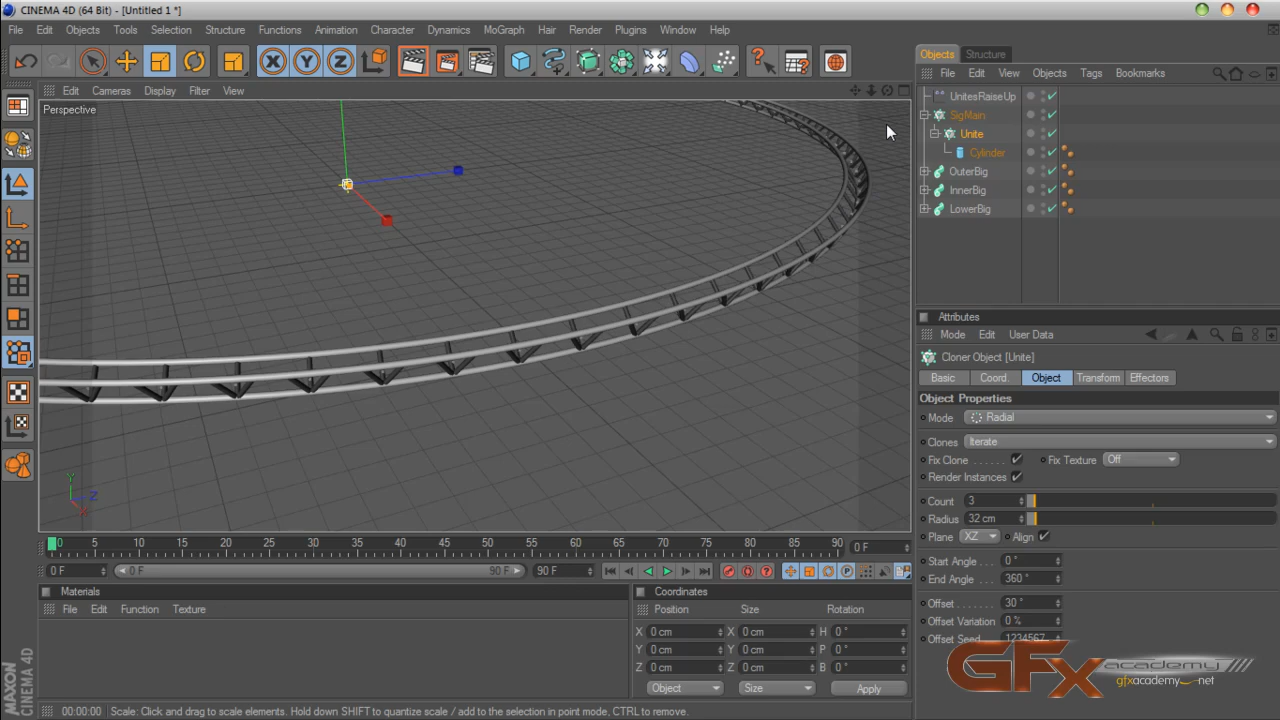 CINEMA 4D (64 Bit) - [Untitled 1 *]
File Edit Objects Tools Selection Structure Functions Animation Character Dynamics MoGraph Hair Render Plugins Window Help
X Y Z
Objects Structure
File Edit View Objects Tags Bookmarks
Edit Cameras Display Filter View
Perspective
UnitesRaiseUp
SigMain
Unite
Cylinder
OuterBig
InnerBig
LowerBig
Attributes
Mode Edit User Data
Cloner Object [Unite]
Basic Coord. Object Transform Effectors
Object Properties
Mode Radial
Clones Iterate
Fix Clone Fix Texture Off
Render Instances
Count 3
Radius 32 cm
Plane XZ Align
Start Angle 0 °
End Angle 360 °
Offset 30 °
Offset Variation 0 %
Offset Seed 1234567
Y Z X
0 5 10 15 20 25 30 35 40 45 50 55 60 65 70 75 80 85 90 0 F
0 F 0 F 90 F 90 F
P
Materials
File Edit Function Texture
Coordinates
Position Size Rotation
X 0 cm X 0 cm H 0 °
Y 0 cm Y 0 cm P 0 °
Z 0 cm Z 0 cm B 0 °
Object Size Apply
MAXON CINEMA 4D
00:00:00 Scale: Click and drag to scale elements. Hold down SHIFT to quantize scale / add to the selection in point mode, CTRL to remove.
GFx academy
gfxacademy.net